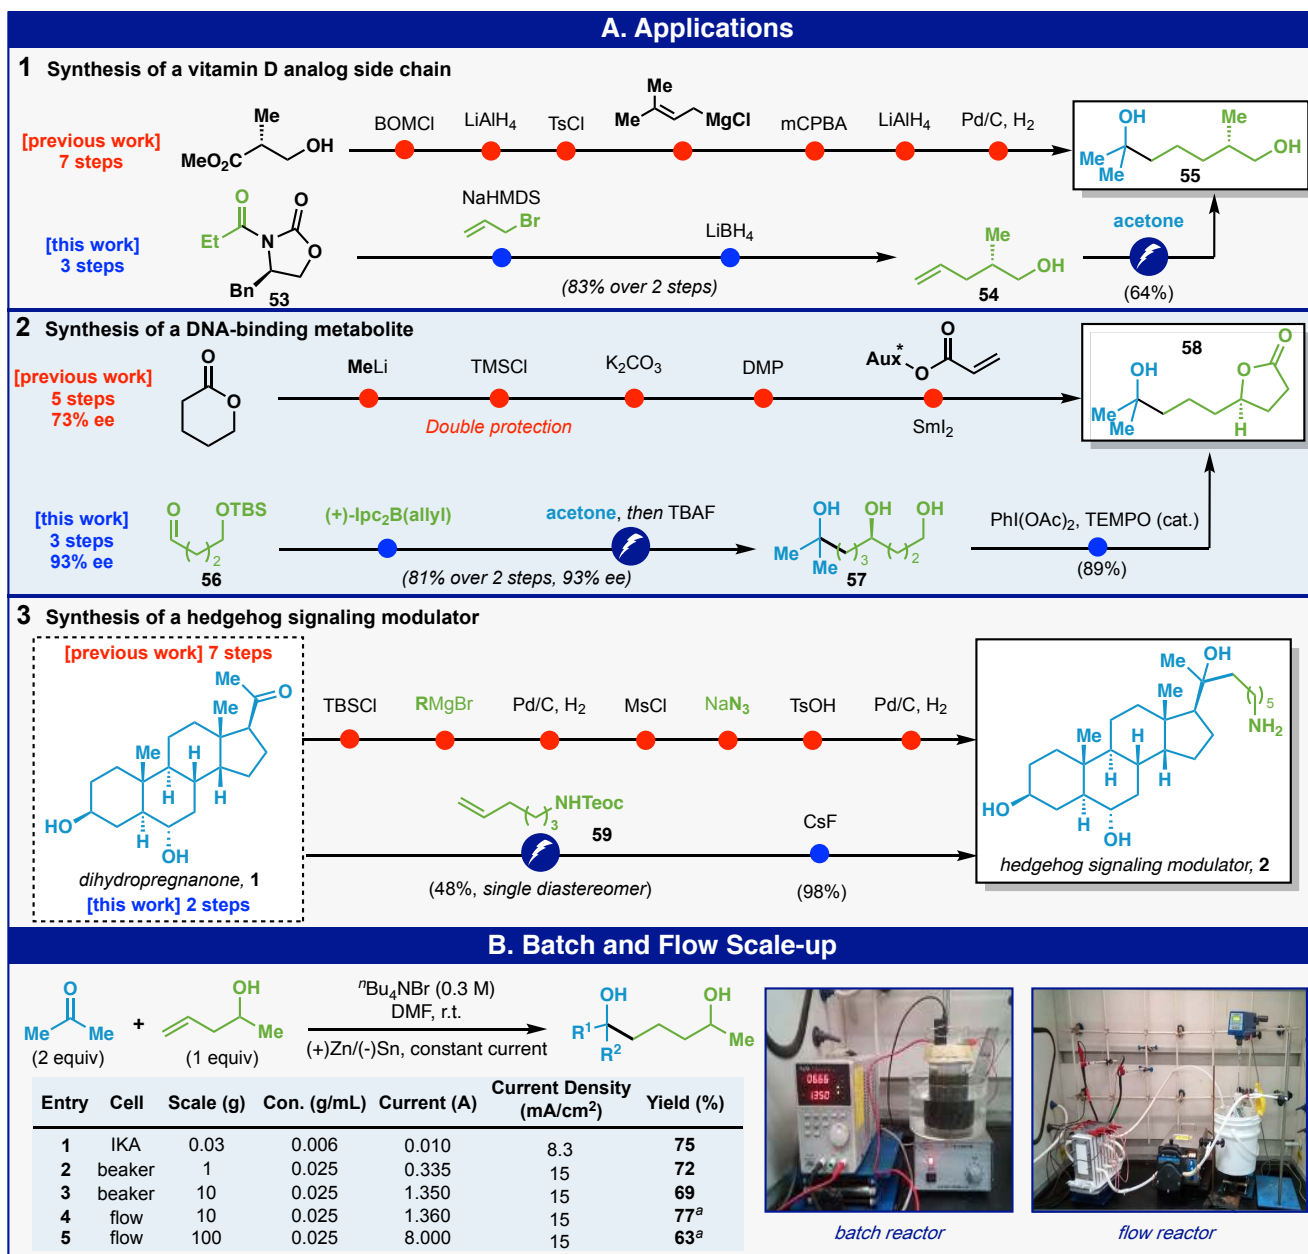 A. Applications
1 Synthesis of a vitamin D analog side chain
[previous work]
7 steps
Me
MeO2C
OH
BOMCl
LiAlH4
TsCl
Me
Me
MgCl
mCPBA
LiAlH4
Pd/C, H2
OH
Me
Me
Me
OH
55
[this work]
3 steps
O
O
Et
N
O
Bn
53
NaHMDS
Br
LiBH4
(83% over 2 steps)
Me
OH
54
acetone
(64%)
2 Synthesis of a DNA-binding metabolite
[previous work]
5 steps
73% ee
O
O
MeLi
TMSCl
K2CO3
DMP
Aux*
O
O
SmI2
Double protection
58
O
O
OH
Me
Me
H
[this work]
3 steps
93% ee
O
OTBS
2
56
(+)-Ipc2B(allyl)
acetone, then TBAF
(81% over 2 steps, 93% ee)
OH
OH
OH
Me
Me
3
2
57
PhI(OAc)2, TEMPO (cat.)
(89%)
3 Synthesis of a hedgehog signaling modulator
[previous work] 7 steps
Me
O
Me
Me
H
H
H
H
HO
OH
dihydropregnanone, 1
[this work] 2 steps
TBSCl
RMgBr
Pd/C, H2
MsCl
NaN3
TsOH
Pd/C, H2
NHTeoc
3
59
CsF
(48%, single diastereomer)
(98%)
Me
OH
Me
5
NH2
Me
H
H
H
H
HO
OH
hedgehog signaling modulator, 2
B. Batch and Flow Scale-up
O
Me
Me
(2 equiv)
+
OH
Me
(1 equiv)
nBu4NBr (0.3 M)
DMF, r.t.
(+)Zn/(-)Sn, constant current
OH
R1
R2
OH
Me
Entry Cell Scale (g) Con. (g/mL) Current (A) Current Density (mA/cm2) Yield (%)
1 IKA 0.03 0.006 0.010 8.3 75
2 beaker 1 0.025 0.335 15 72
3 beaker 10 0.025 1.350 15 69
4 flow 10 0.025 1.360 15 77a
5 flow 100 0.025 8.000 15 63a
batch reactor
flow reactor